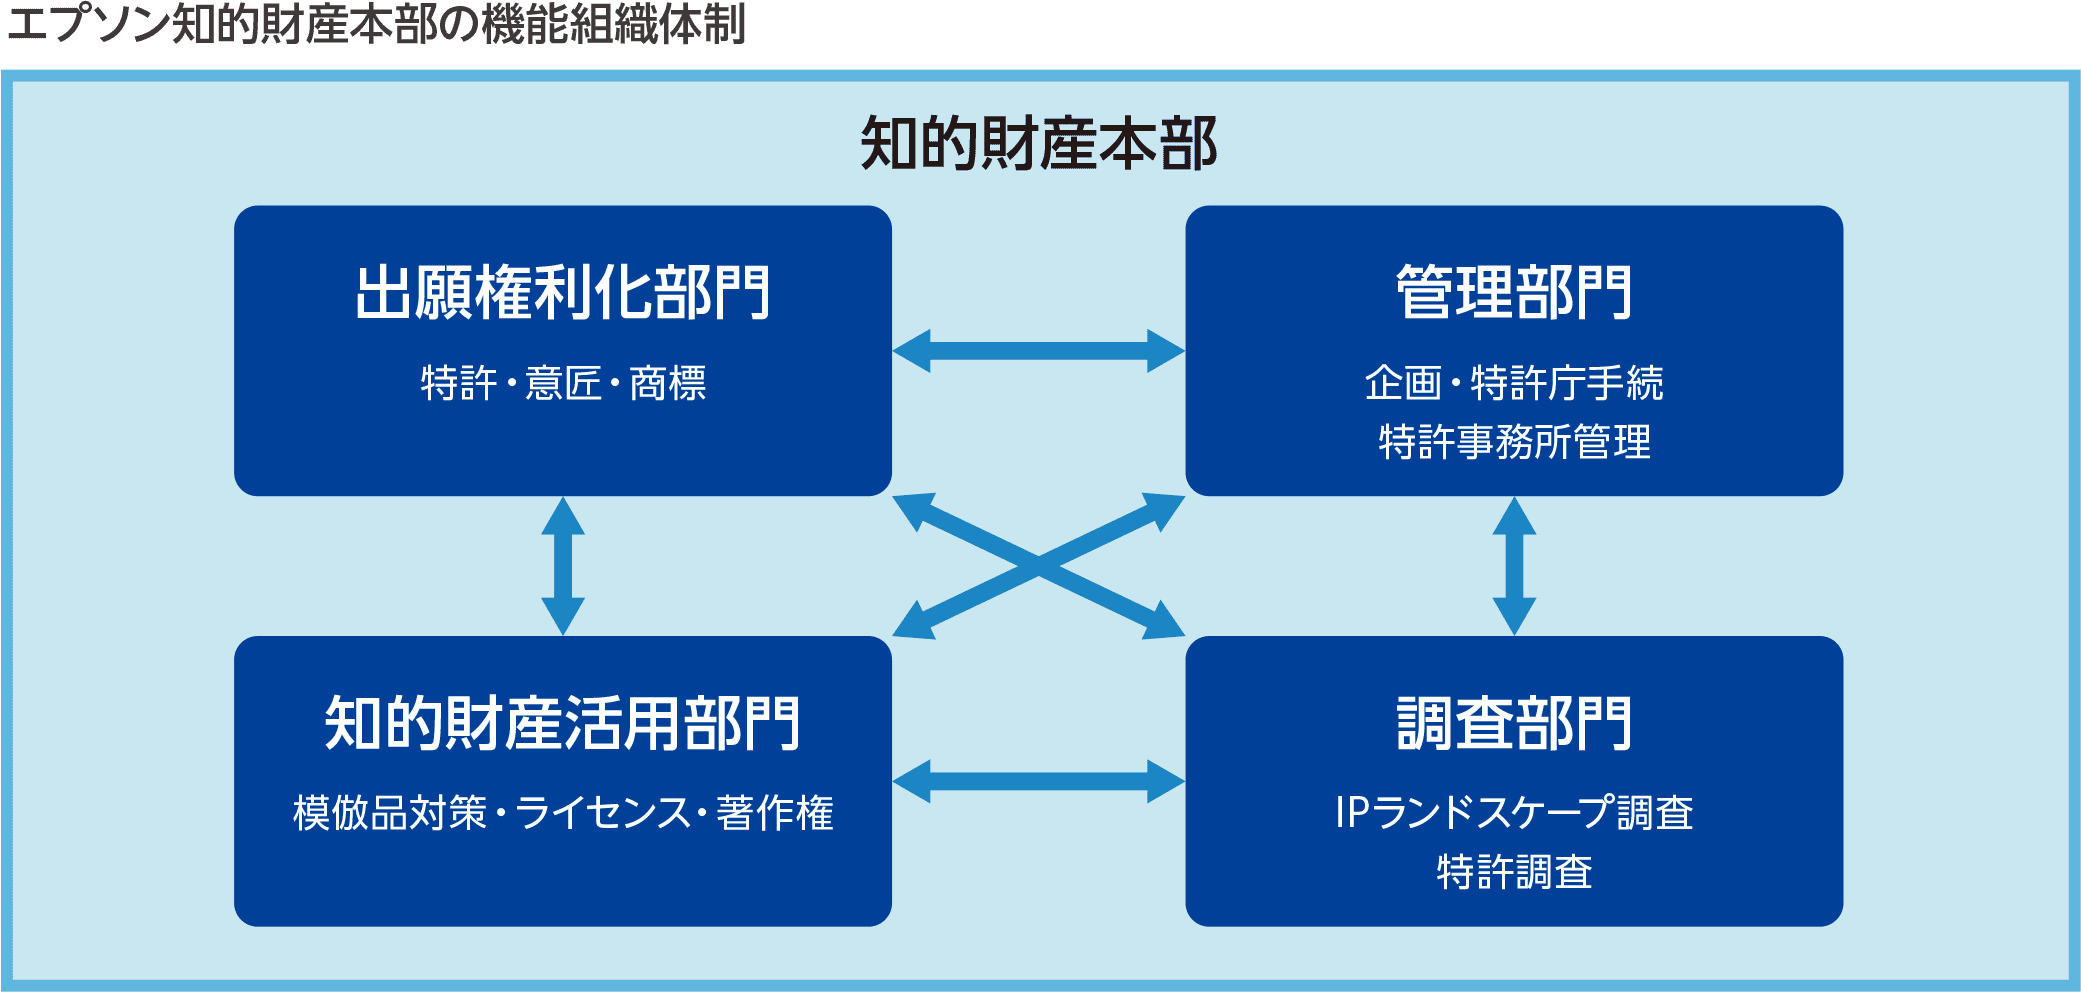 エプソン知的財産本部の機能組織体制
知的財産本部
出願権利化部門
特許・意匠・商標
管理部門
企画・特許庁手続
特許事務所管理
知的財産活用部門
模倣品対策・ライセンス・著作権
調査部門
IPランドスケープ調査
特許調査